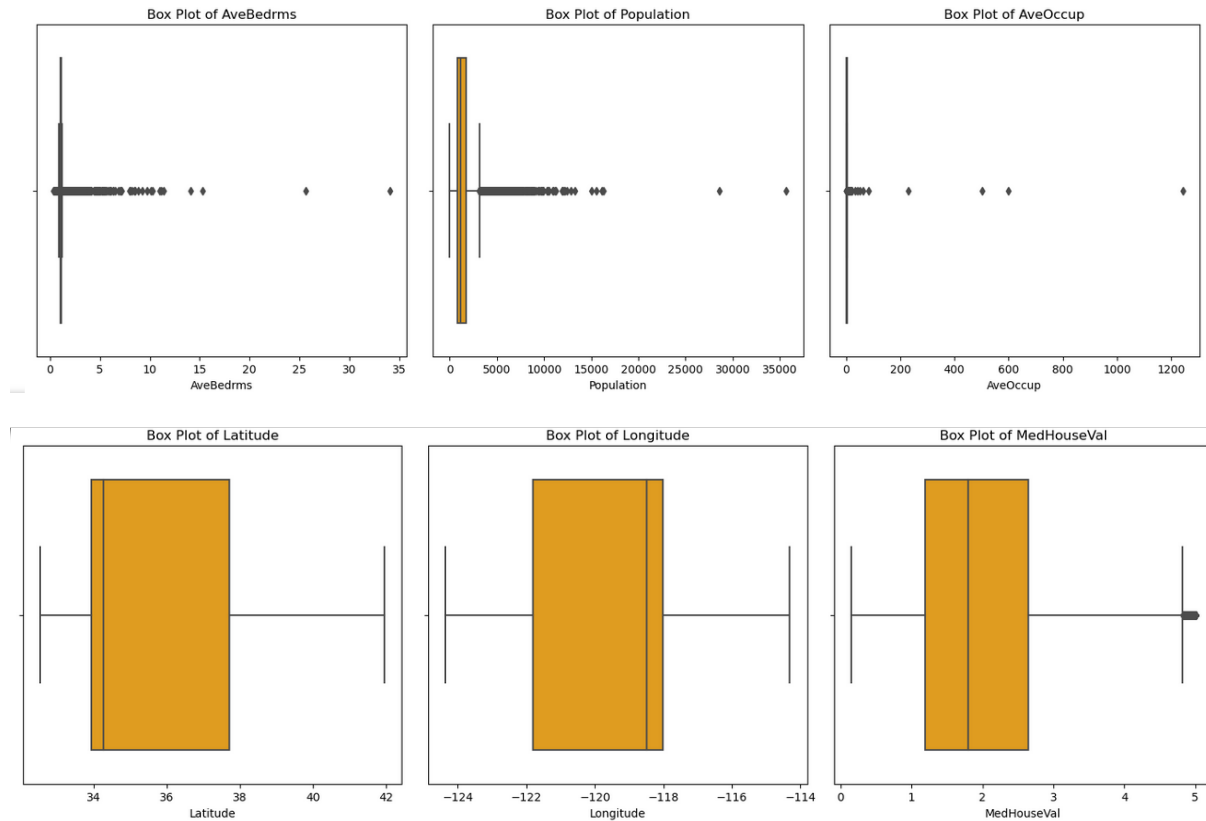 Box Plot of AveBedrms
Box Plot of Population
Box Plot of AveOccup
0 5 10 15 20 25 30 35
0 5000 10000 15000 20000 25000 30000 35000
0 200 400 600 800 1000 1200
AveBedrms
Population
AveOccup
Box Plot of Latitude
Box Plot of Longitude
Box Plot of MedHouseVal
34 36 38 40 42
−124 −122 −120 −118 −116 −114
0 1 2 3 4 5
Latitude
Longitude
MedHouseVal